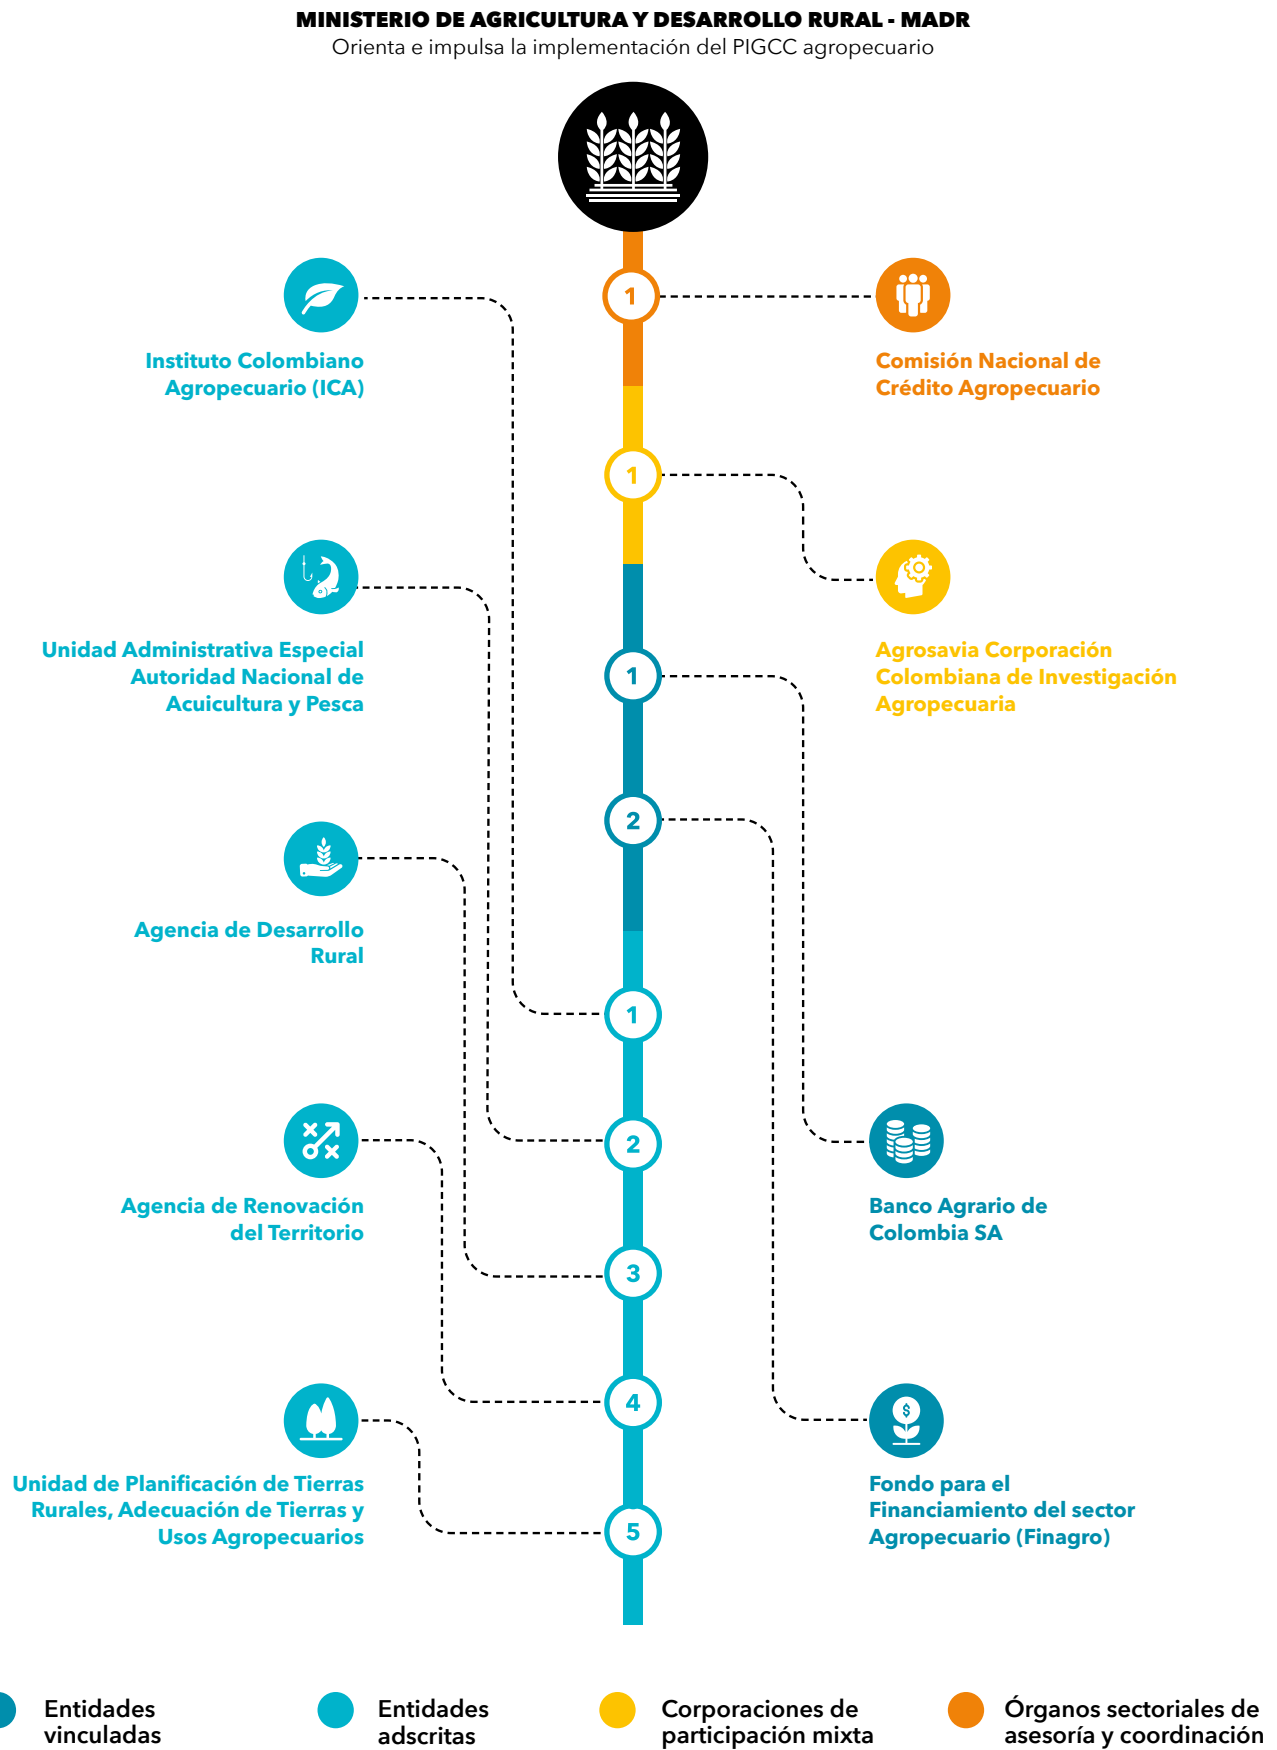 MINISTERIO DE AGRICULTURA Y DESARROLLO RURAL - MADR
Orienta e impulsa la implementación del PIGCC agropecuario
1
Comisión Nacional de
Crédito Agropecuario
1
Agrosavia Corporación
Colombiana de Investigación
Agropecuaria
1
Banco Agrario de
Colombia SA
2
$
Fondo para el
Financiamiento del sector
Agropecuario (Finagro)
Instituto Colombiano
Agropecuario (ICA)
1
Unidad Administrativa Especial
Autoridad Nacional de
Acuicultura y Pesca
2
Agencia de Desarrollo
Rural
3
Agencia de Renovación
del Territorio
4
Unidad de Planificación de Tierras
Rurales, Adecuación de Tierras y
Usos Agropecuarios
5
Entidades
vinculadas
Entidades
adscritas
Corporaciones de
participación mixta
Órganos sectoriales de
asesoría y coordinación